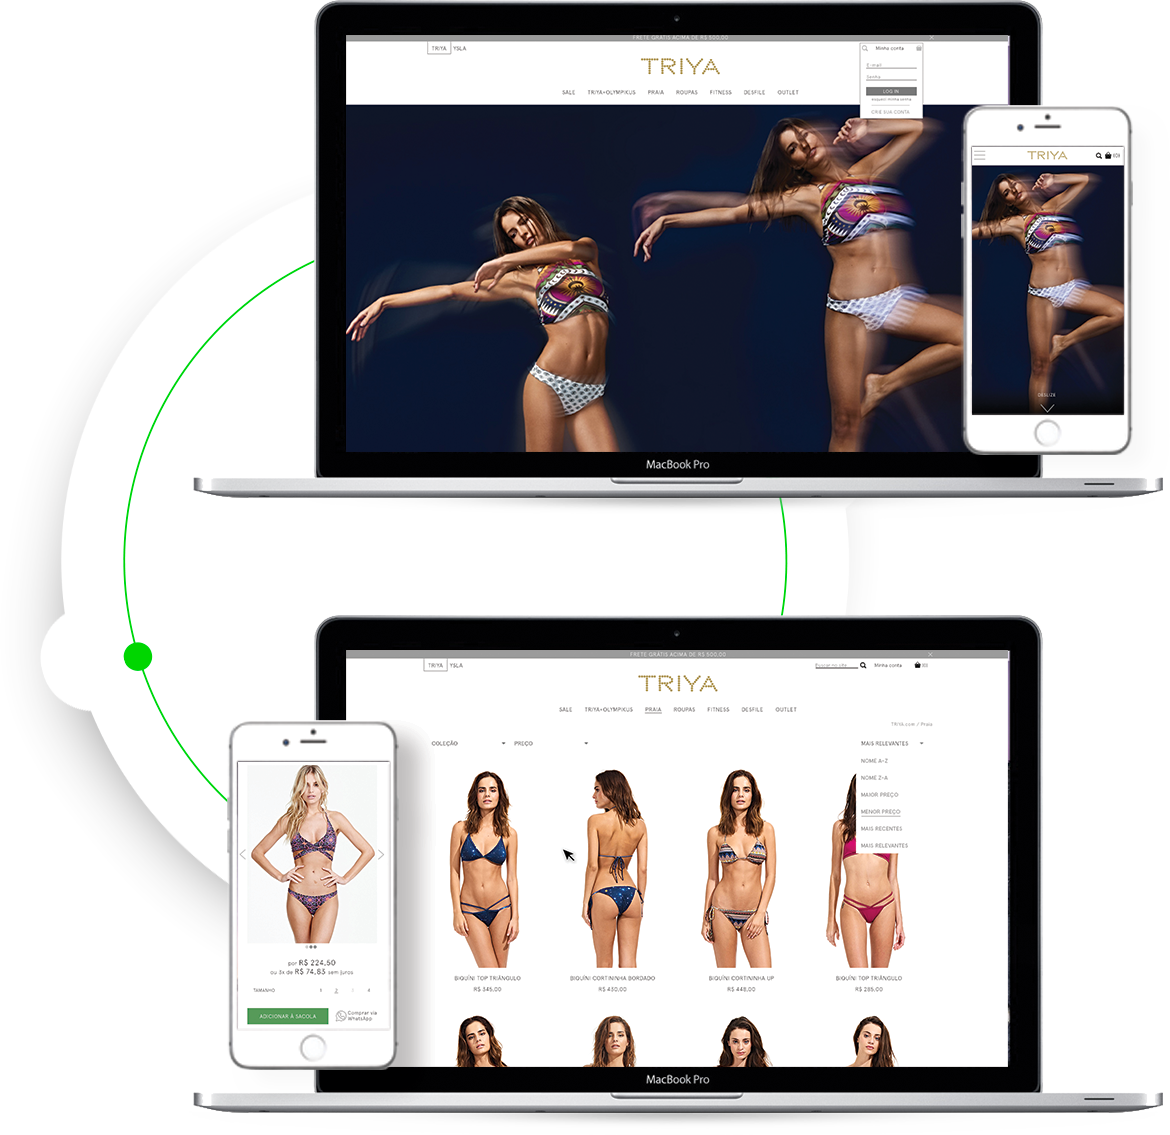 FRETE GRÁTIS ACIMA DE R$ 500,00
TRIYA YSLA
Minha conta
TRIYA
E-mail
Senha
LOG IN
ESQUECI MINHA SENHA
CRIE SUA CONTA
SALE TRIYA+OLYMPIKUS PRAIA ROUPAS FITNESS DESFILE OUTLET
TRIYA (0)
DESLIZE
MacBook Pro
FRETE GRÁTIS ACIMA DE R$ 500,00
TRIYA YSLA
Buscar no site Minha conta (0)
TRIYA
SALE TRIYA+OLYMPIKUS PRAIA ROUPAS FITNESS DESFILE OUTLET
TRIYA.com / Praia
COLEÇÃO PREÇO MAIS RELEVANTES
NOME A-Z
NOME Z-A
MAIOR PREÇO
MENOR PREÇO
MAIS RECENTES
MAIS RELEVANTES
BIQUÍNI TOP TRIÂNGULO
R$ 345,00
BIQUÍNI CORTININHA BORDADO
R$ 430,00
BIQUÍNI CORTININHA UP
R$ 448,00
BIQUÍNI TOP TRIÂNGULO
R$ 285,00
por R$ 224,50
ou 3x de R$ 74,83 sem juros
TAMANHO
ADICIONAR À SACOLA
Comprar via
WhatsApp
MacBook Pro